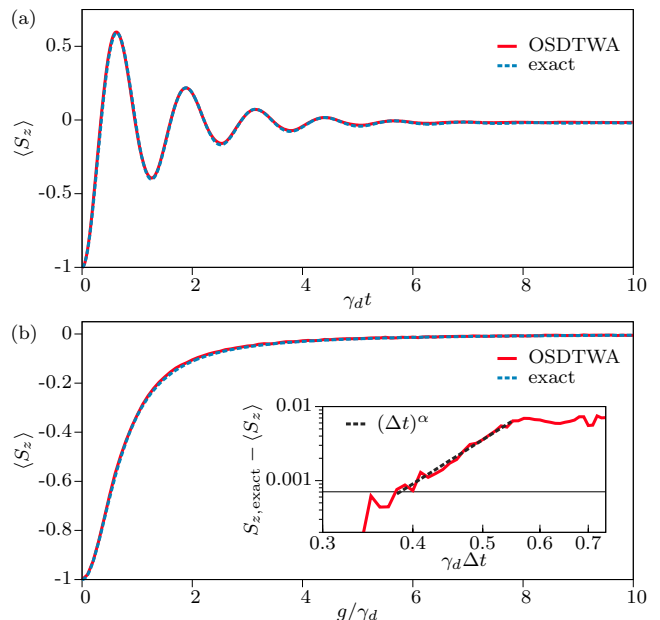 (a)
0.5
0
-0.5
-1
⟨S_z⟩
OSDTWA
exact
0 2 4 6 8 10
γ_d t
(b)
0
-0.2
-0.4
-0.6
-0.8
-1
⟨S_z⟩
OSDTWA
exact
0.01
0.001
S_{z,exact} − ⟨S_z⟩
(Δt)^α
0.3 0.4 0.5 0.6 0.7
γ_d Δt
0 2 4 6 8 10
g/γ_d